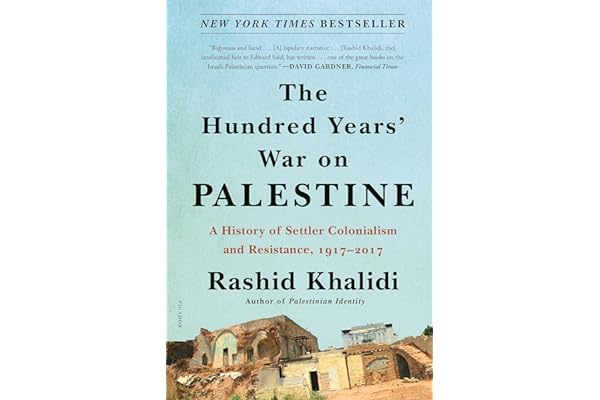 NEW YORK TIMES BESTSELLER
"Rigorous and lucid . . . [A] lapidary narrative . . . [Rashid Khalidi, the]
intellectual heir to Edward Said, has written . . . one of the great books on the
Israeli-Palestinian question." —DAVID GARDNER, Financial Times
The
Hundred Years'
War on
PALESTINE
A History of Settler Colonialism
and Resistance, 1917–2017
Rashid Khalidi
Author of Palestinian Identity
PICADOR